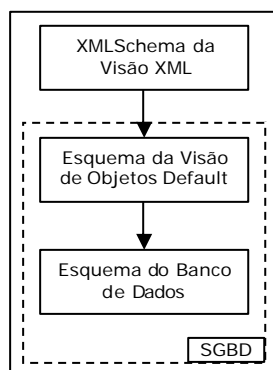 XMLSchema da
Visão XML
Esquema da Visão
de Objetos Default
Esquema do Banco
de Dados
SGBD